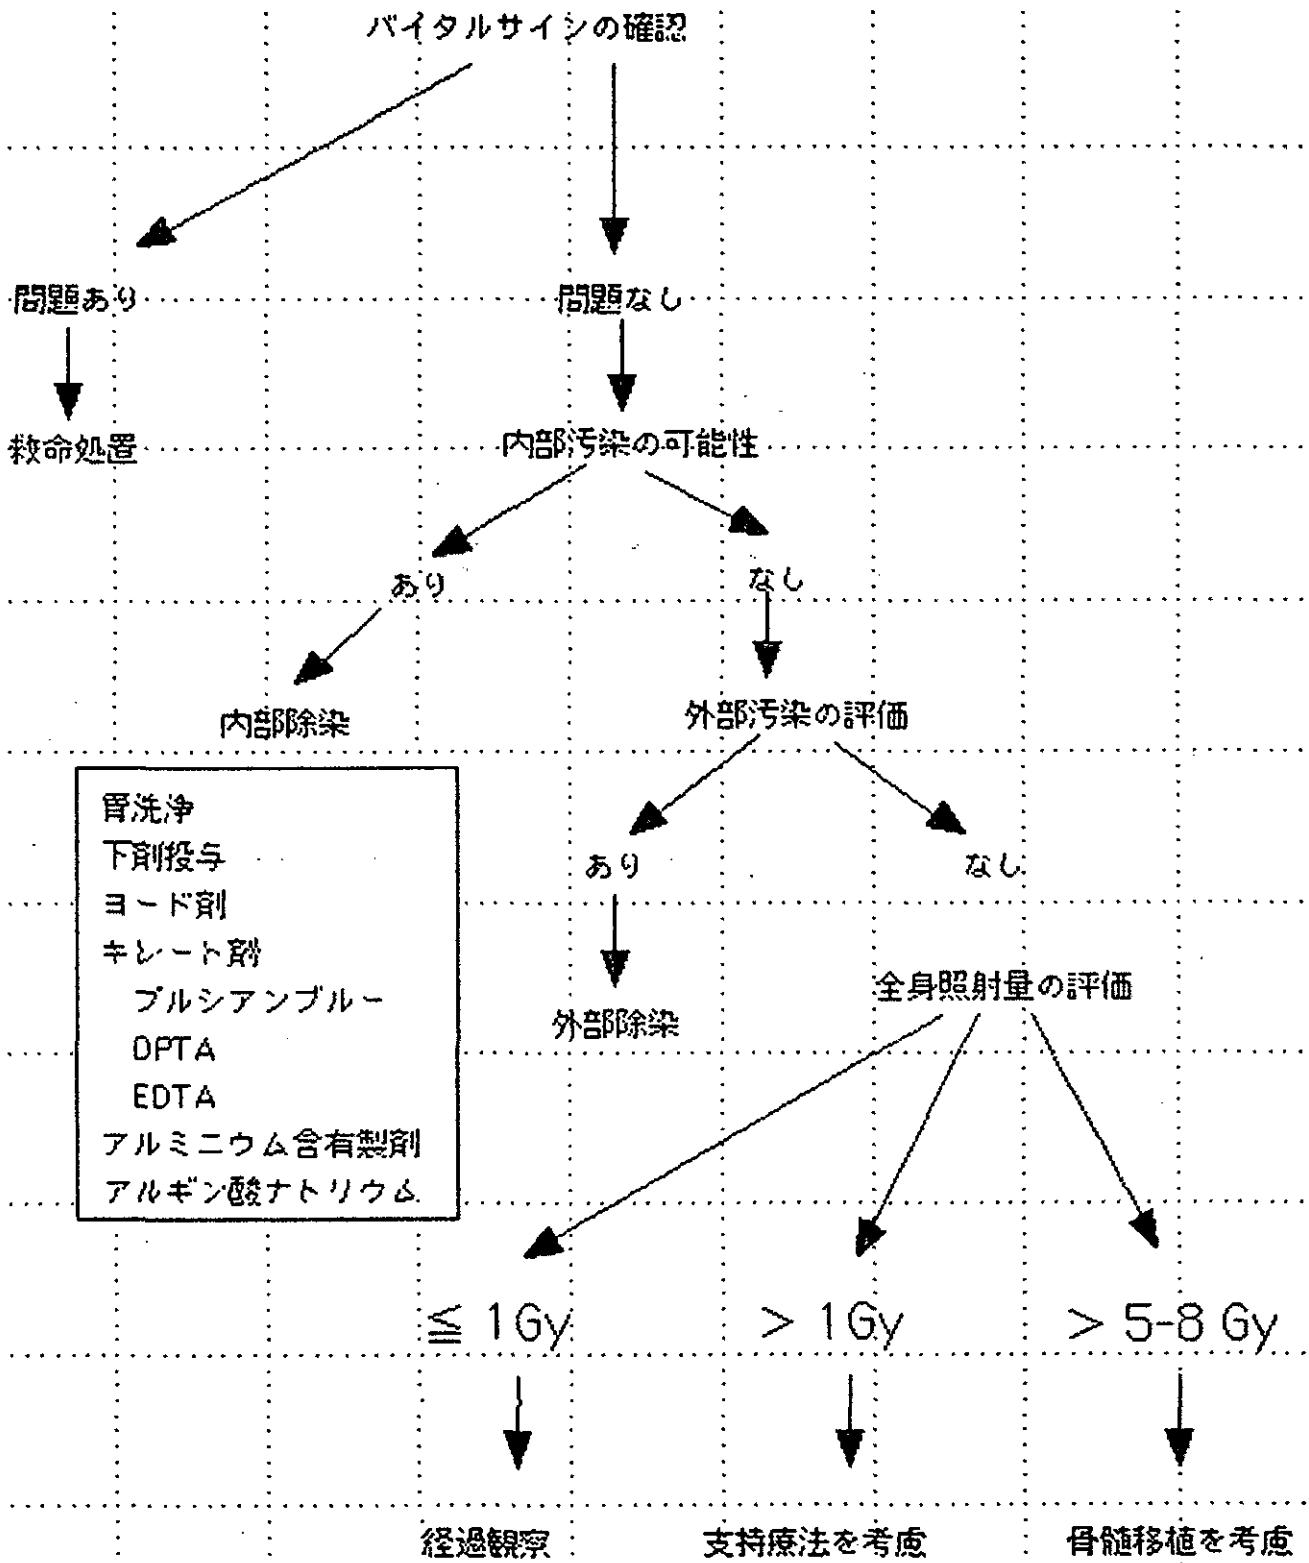 バイタルサインの確認
問題あり
問題なし
救命処置
内部汚染の可能性
あり
なし
内部除染
外部汚染の評価
胃洗浄
下剤投与
ヨード剤
キレート剤
プルシアンブルー
DPTA
EDTA
アルミニウム含有製剤
アルギン酸ナトリウム
あり
なし
外部除染
全身照射量の評価
≦ 1Gy
> 1Gy
> 5-8 Gy
経過観察
支持療法を考慮
骨髄移植を考慮